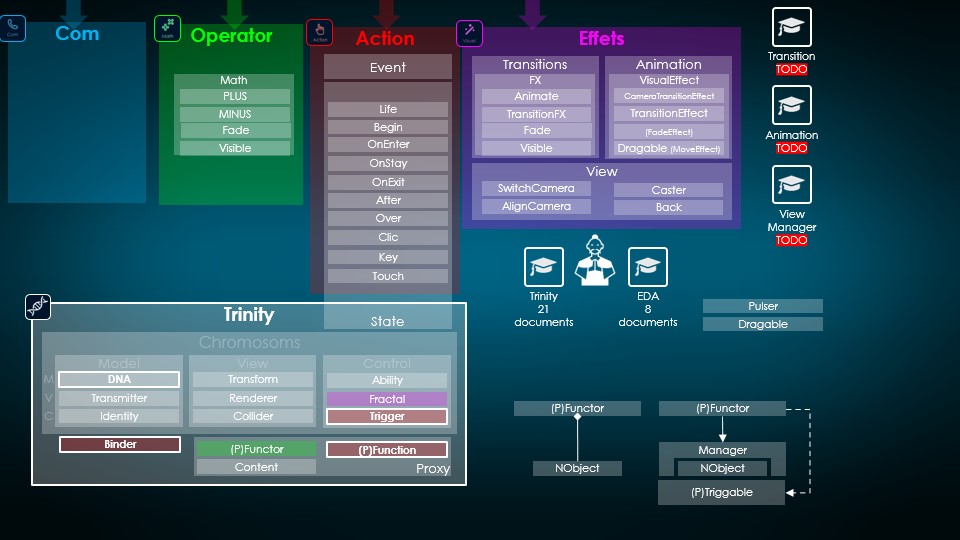 Com
Com
Math
Operator
Math
PLUS
MINUS
Fade
Visible
Action
Action
Event
Life
Begin
OnEnter
OnStay
OnExit
After
Over
Clic
Key
Touch
State
Visual
Effets
Transitions
FX
Animate
TransitionFX
Fade
Visible
Animation
VisualEffect
CameraTransitionEffect
TransitionEffect
(FadeEffect)
Dragable (MoveEffect)
View
SwitchCamera
AlignCamera
Caster
Back
Transition
TODO
Animation
TODO
View
Manager
TODO
Trinity
21
documents
EDA
8
documents
Pulser
Dragable
Trinity
Chromosoms
Model
View
Control
M
DNA
Transform
Ability
V
Transmitter
Renderer
Fractal
C
Identity
Collider
Trigger
Binder
(P)Functor
(P)Function
Content
Proxy
(P)Functor
NObject
(P)Functor
Manager
NObject
(P)Triggable